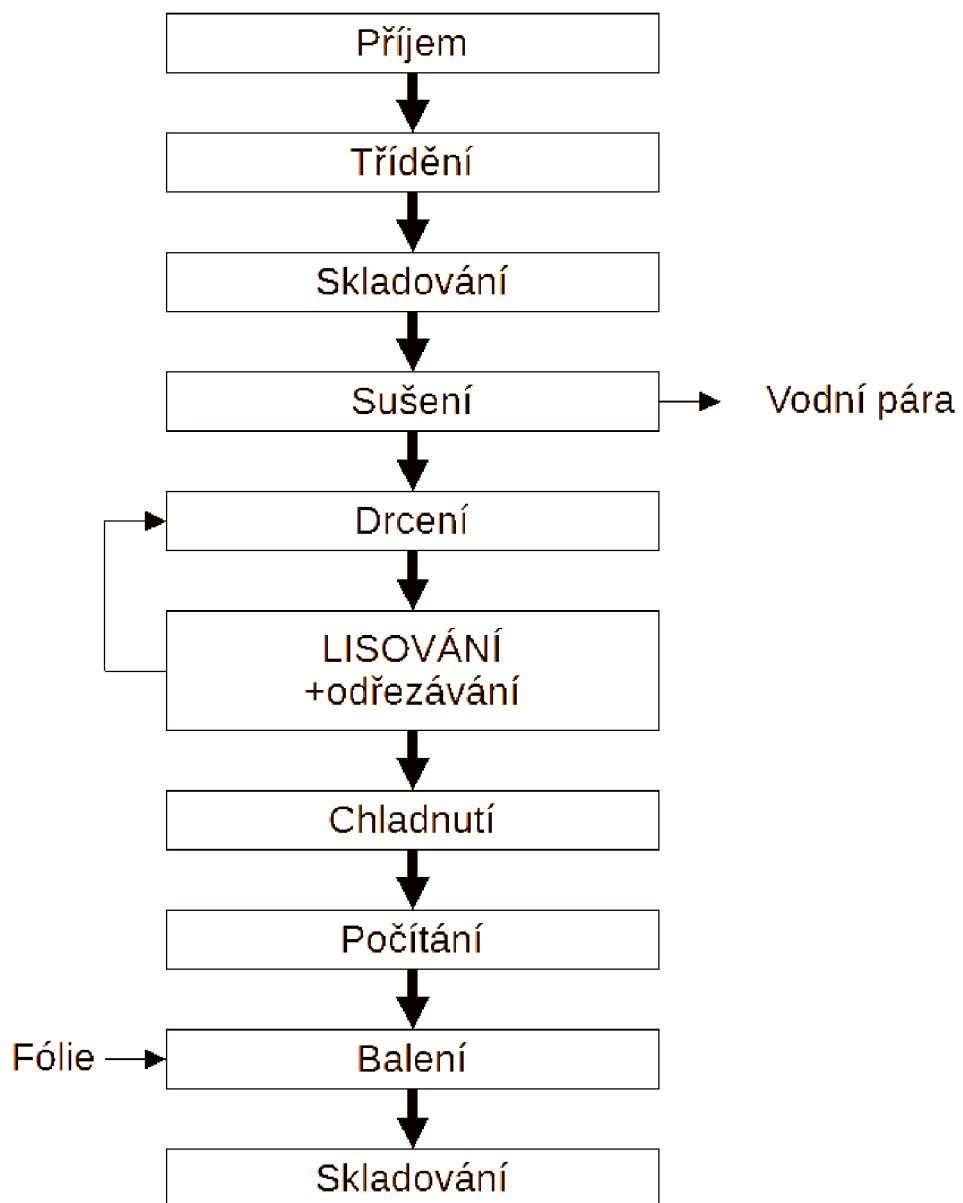 Příjem
Třídění
Skladování
Sušení
Vodní pára
Drcení
LISOVÁNÍ
+odřezávání
Chladnutí
Počítání
Fólie
Balení
Skladování